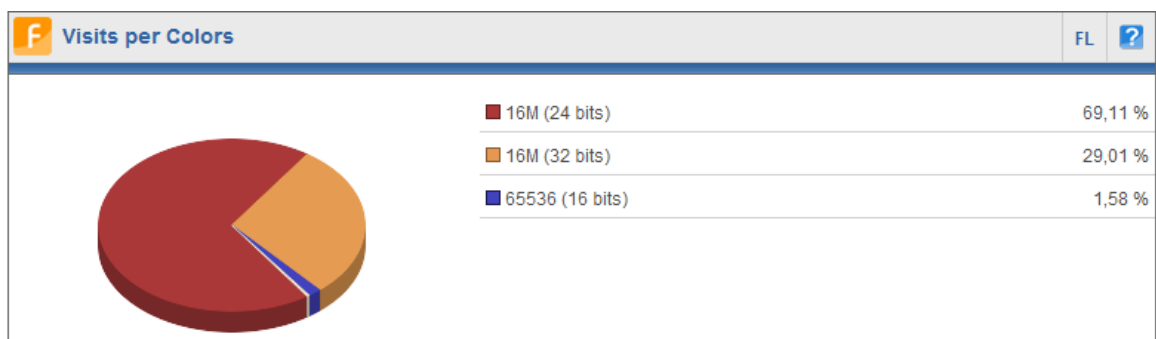 F Visits per Colors FL ?
16M (24 bits) 69,11 %
16M (32 bits) 29,01 %
65536 (16 bits) 1,58 %